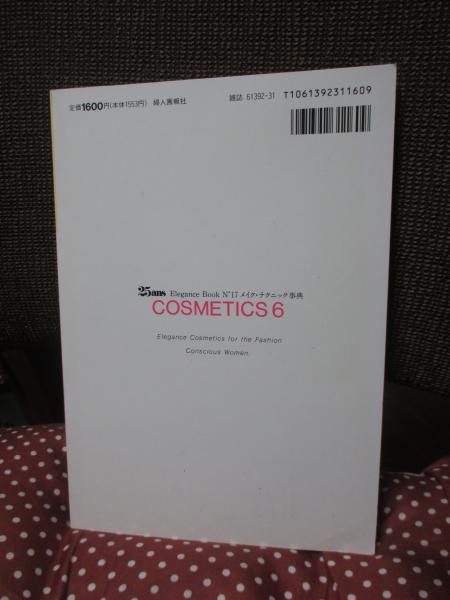 定価1600円(本体1553円) 婦人画報社 雑誌 61392-31 T1061392311609
25ans Elegance Book N°17 メイク・テクニック事典
COSMETICS 6
Elegance Cosmetics for the Fashion
Conscious Women.